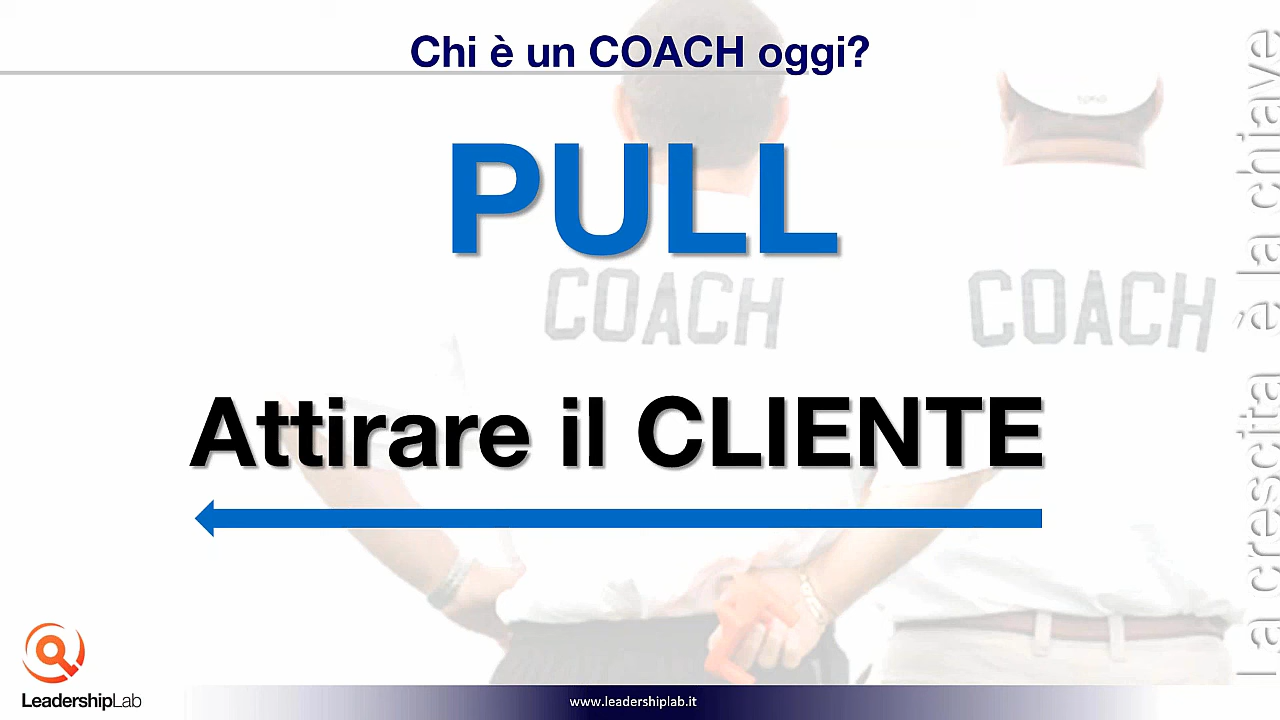 Chi è un COACH oggi?
PULL
COACH
COACH
Attirare il CLIENTE
La crescita è la chiave
LeadershipLab
www.leadershiplab.it